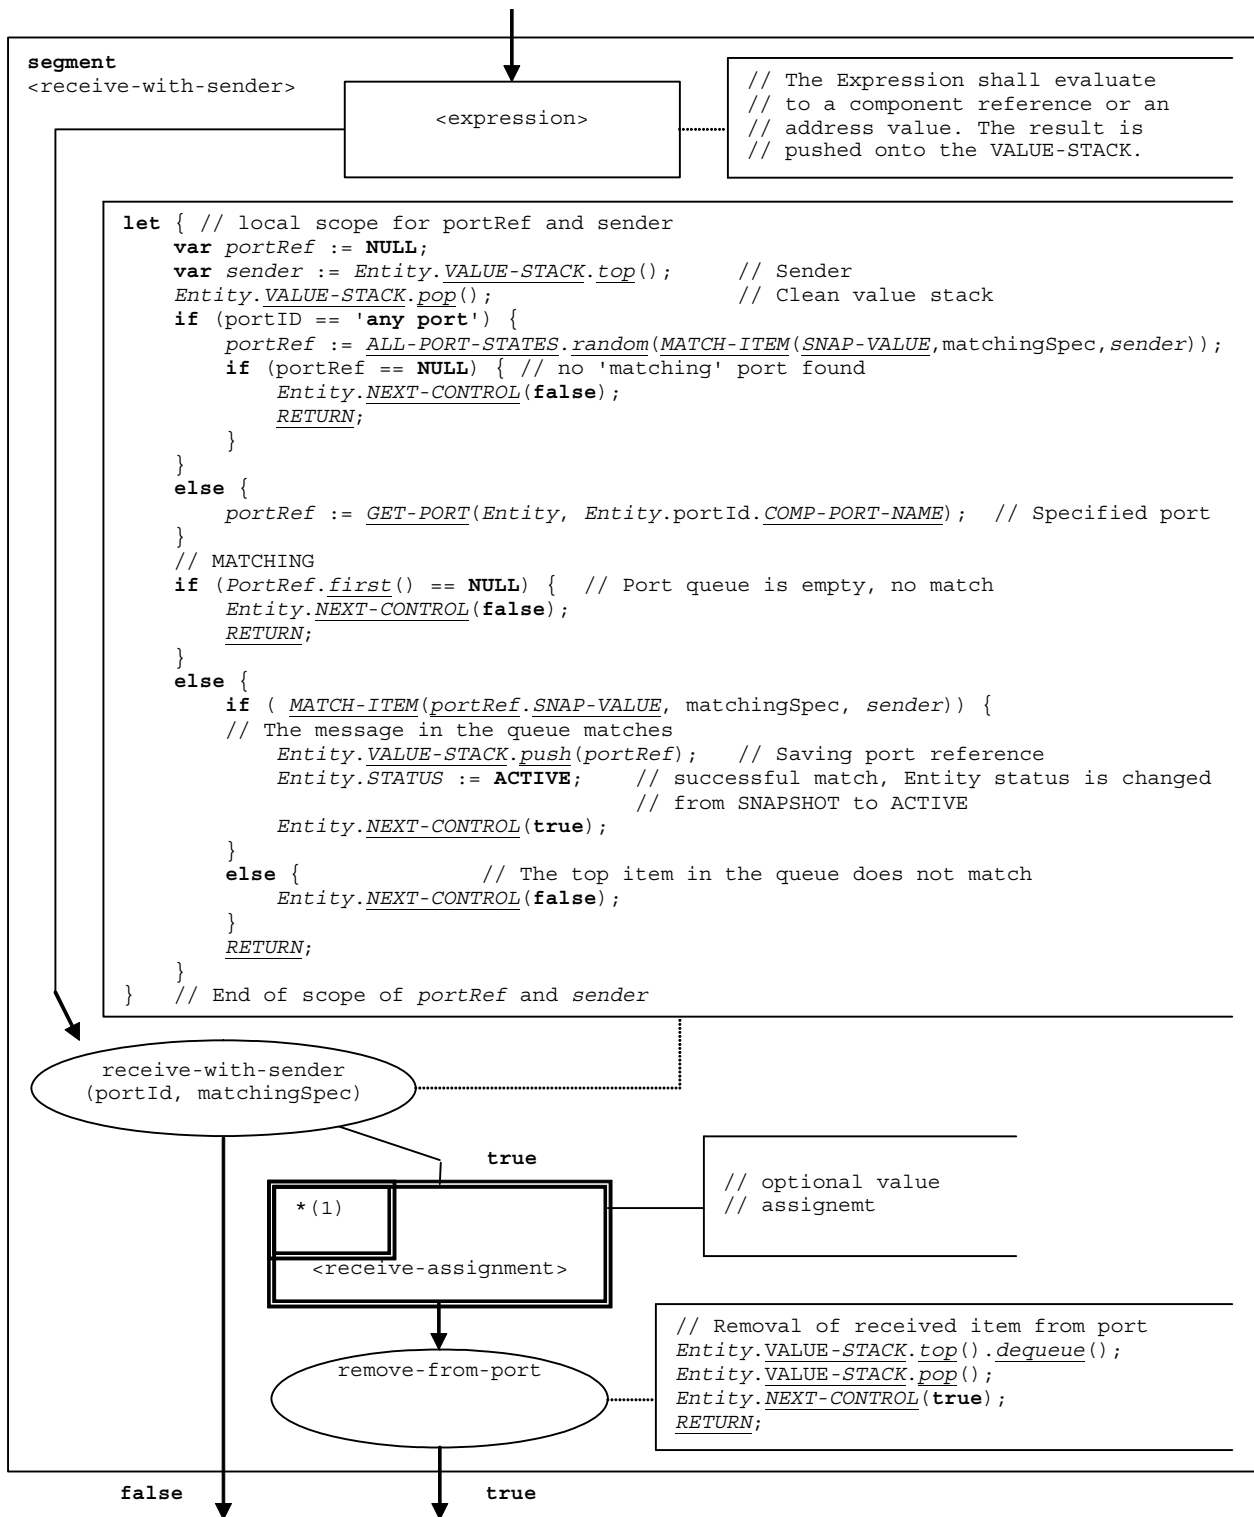 segment
<receive-with-sender>
<expression>
// The Expression shall evaluate
// to a component reference or an
// address value. The result is
// pushed onto the VALUE-STACK.
let { // local scope for portRef and sender
var portRef := NULL;
var sender := Entity.VALUE-STACK.top(); // Sender
Entity.VALUE-STACK.pop(); // Clean value stack
if (portID == 'any port') {
portRef := ALL-PORT-STATES.random(MATCH-ITEM(SNAP-VALUE,matchingSpec,sender));
if (portRef == NULL) { // no 'matching' port found
Entity.NEXT-CONTROL(false);
RETURN;
}
}
else {
portRef := GET-PORT(Entity, Entity.portId.COMP-PORT-NAME); // Specified port
}
// MATCHING
if (PortRef.first() == NULL) { // Port queue is empty, no match
Entity.NEXT-CONTROL(false);
RETURN;
}
else {
if ( MATCH-ITEM(portRef.SNAP-VALUE, matchingSpec, sender)) {
// The message in the queue matches
Entity.VALUE-STACK.push(portRef); // Saving port reference
Entity.STATUS := ACTIVE; // successful match, Entity status is changed
// from SNAPSHOT to ACTIVE
Entity.NEXT-CONTROL(true);
}
else { // The top item in the queue does not match
Entity.NEXT-CONTROL(false);
}
RETURN;
}
} // End of scope of portRef and sender
receive-with-sender
(portId, matchingSpec)
true
*(1)
<receive-assignment>
// optional value
// assignemt
remove-from-port
// Removal of received item from port
Entity.VALUE-STACK.top().dequeue();
Entity.VALUE-STACK.pop();
Entity.NEXT-CONTROL(true);
RETURN;
false
true